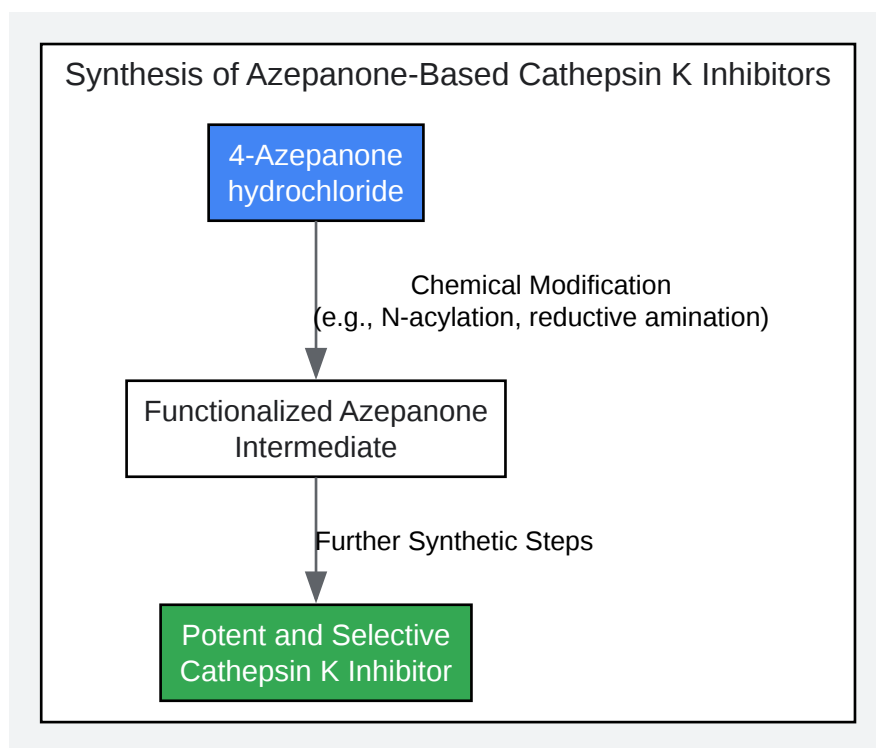 Synthesis of Azepanone-Based Cathepsin K Inhibitors
4-Azepanone
hydrochloride
Chemical Modification
(e.g., N-acylation, reductive amination)
Functionalized Azepanone
Intermediate
Further Synthetic Steps
Potent and Selective
Cathepsin K Inhibitor